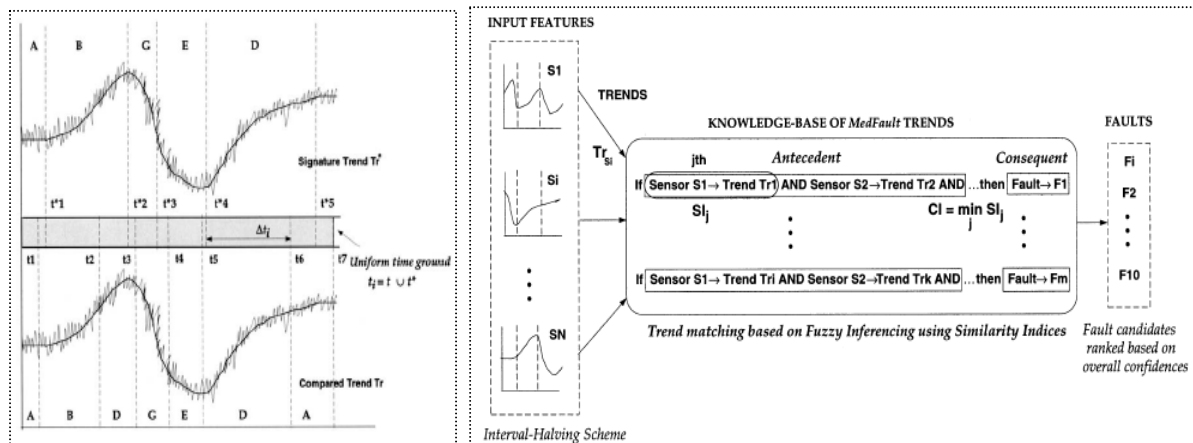 A B G E D
Signature Trend Tr*
t*1 t*2 t*3 t*4 t*5
Δti
t1 t2 t3 t4 t5 t6 t7
Uniform time ground
ti = t ∪ t*
Compared Trend Tr
A B D G E D A
INPUT FEATURES
S1
TRENDS
TrSi
Si
SN
Interval-Halving Scheme
KNOWLEDGE-BASE OF MedFault TRENDS
jth Antecedent Consequent
If Sensor S1→ Trend Tr1 AND Sensor S2→Trend Tr2 AND ...then Fault→ F1
SIj CI = min SIj
j
If Sensor S1→ Trend Tri AND Sensor S2→Trend Trk AND ...then Fault→ Fm
Trend matching based on Fuzzy Inferencing using Similarity Indices
FAULTS
Fi
F2
F10
Fault candidates
ranked based on
overall confidences